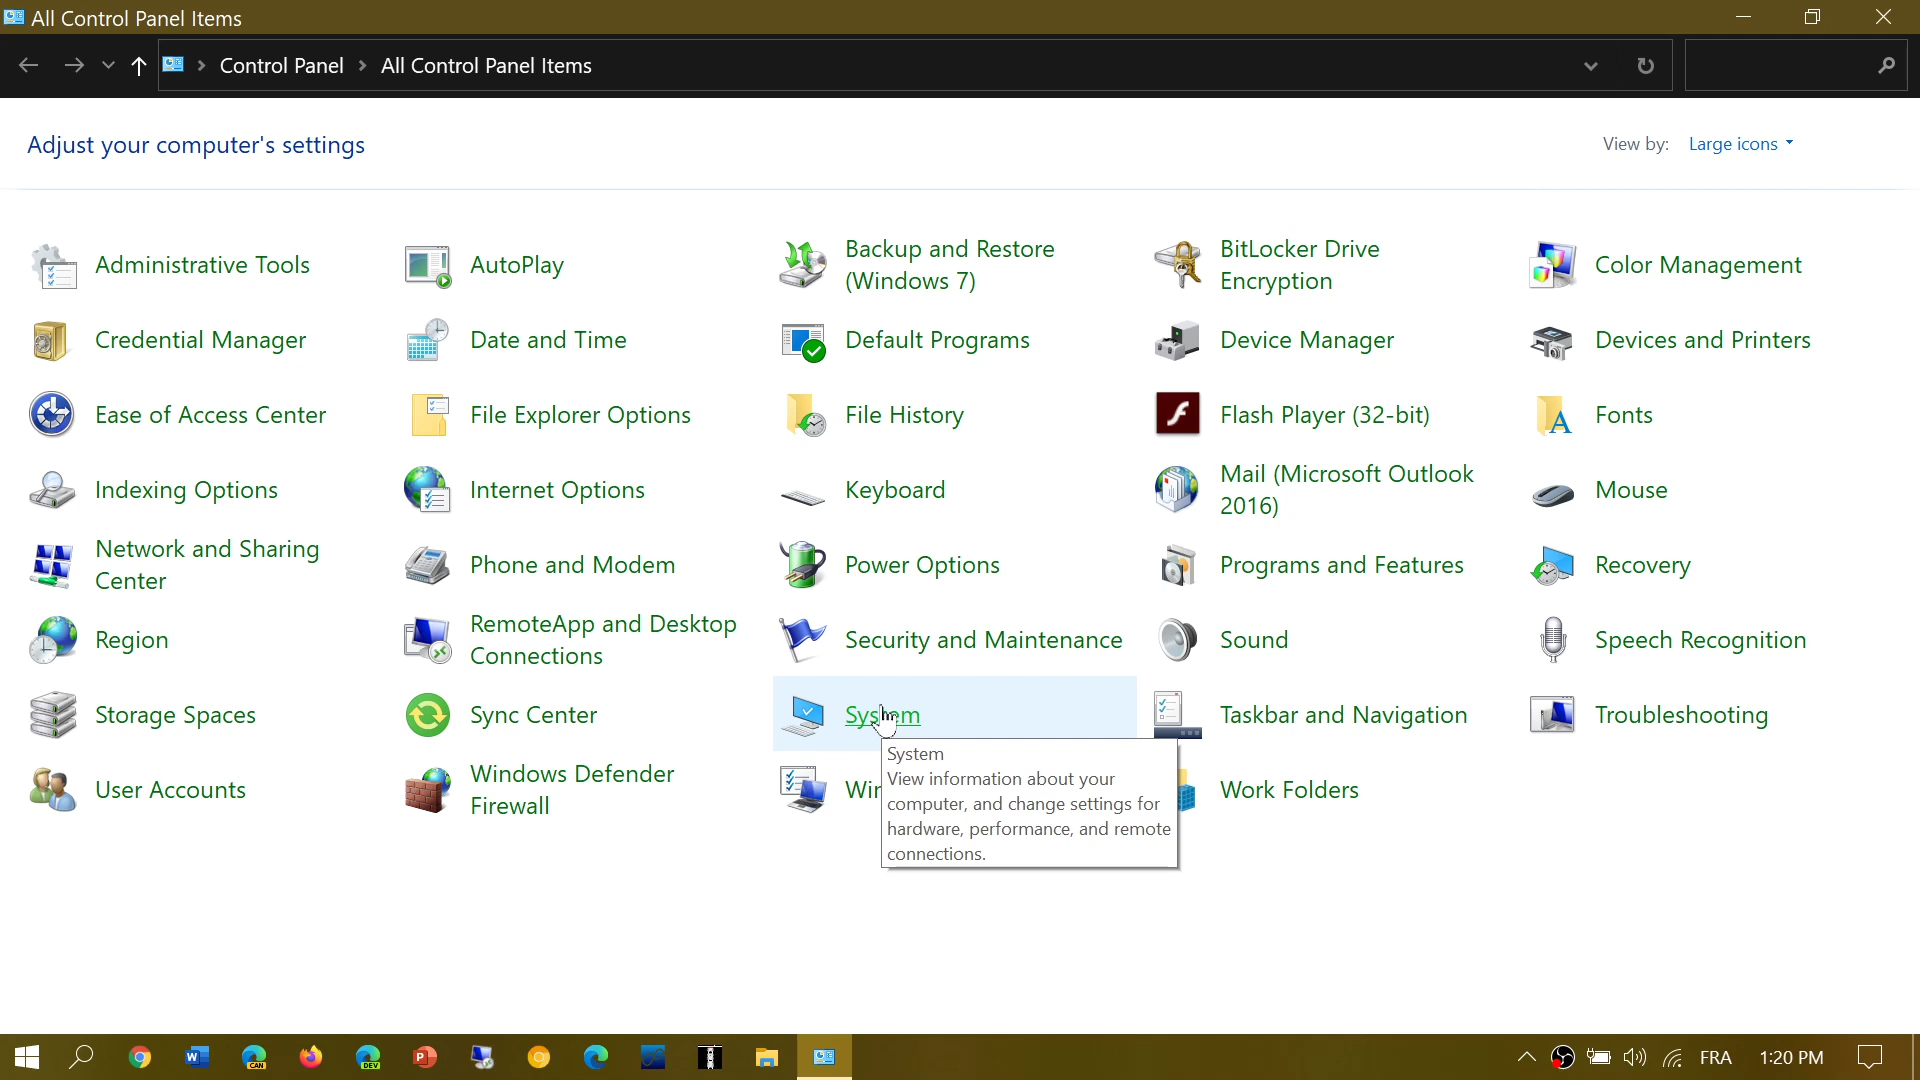 All Control Panel Items
Control Panel
All Control Panel Items
Adjust your computer's settings
View by:
Large icons
Administrative Tools
AutoPlay
Backup and Restore
(Windows 7)
BitLocker Drive
Encryption
Color Management
Credential Manager
Date and Time
Default Programs
Device Manager
Devices and Printers
Ease of Access Center
File Explorer Options
File History
Flash Player (32-bit)
Fonts
Indexing Options
Internet Options
Keyboard
Mail (Microsoft Outlook
2016)
Mouse
Network and Sharing
Center
Phone and Modem
Power Options
Programs and Features
Recovery
Region
RemoteApp and Desktop
Connections
Security and Maintenance
Sound
Speech Recognition
Storage Spaces
Sync Center
System
Taskbar and Navigation
Troubleshooting
System
View information about your
computer, and change settings for
hardware, performance, and remote
connections.
User Accounts
Windows Defender
Firewall
Work Folders
CAN
DEV
FRA
1:20 PM